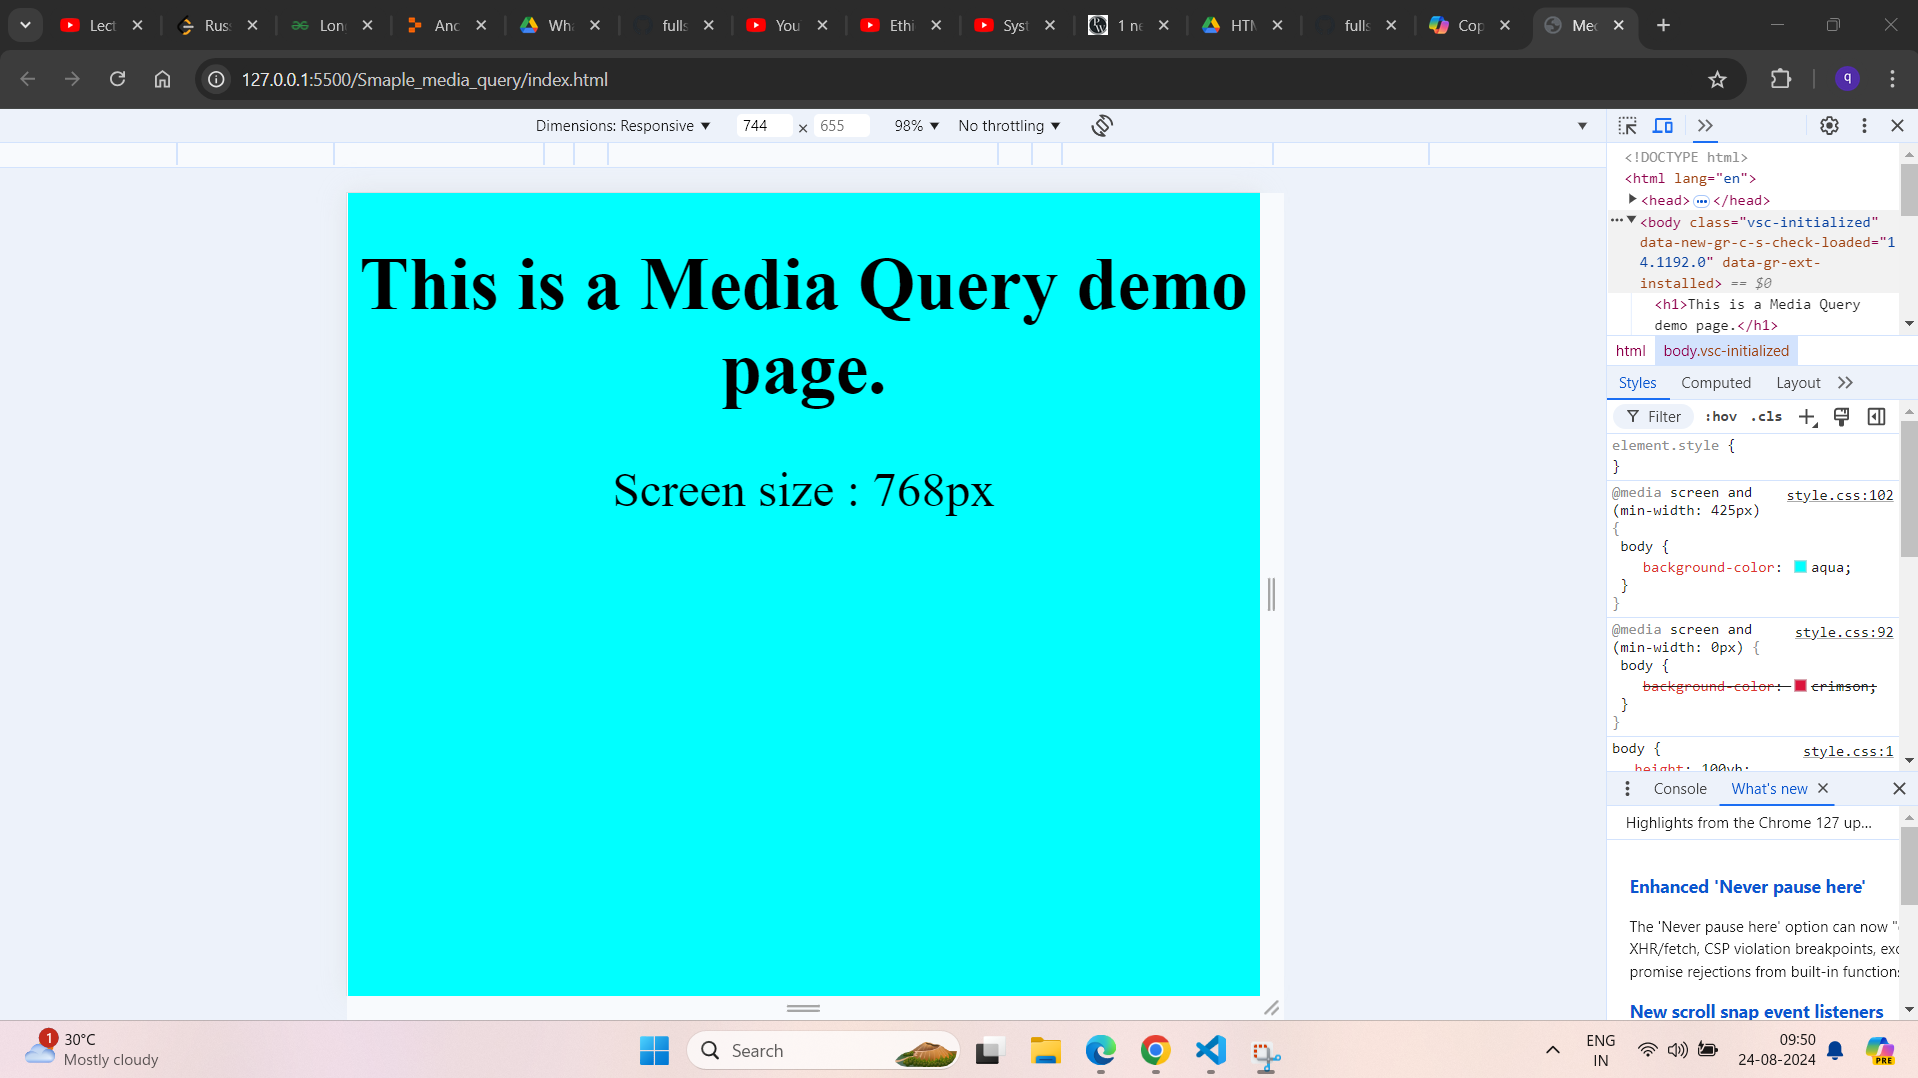 Lect
Russ
Lon
Anc
Wha
fulls
You
Ethi
Syst
1 ne
HTM
fulls
Cop
Mec
127.0.0.1:5500/Smaple_media_query/index.html
q
Dimensions: Responsive
744 × 655
98%
No throttling
<!DOCTYPE html>
<html lang="en">
<head> </head>
<body class="vsc-initialized"
data-new-gr-c-s-check-loaded="1
4.1192.0" data-gr-ext-
installed> == $0
<h1>This is a Media Query
demo page.</h1>
html body.vsc-initialized
Styles Computed Layout
Filter :hov .cls
element.style {
}
@media screen and style.css:102
(min-width: 425px)
{
body {
background-color: aqua;
}
}
@media screen and style.css:92
(min-width: 0px) {
body {
background-color: crimson;
}
}
body { style.css:1
height: 100vh;
Console What's new
Highlights from the Chrome 127 up...
Enhanced 'Never pause here'
The 'Never pause here' option can now "
XHR/fetch, CSP violation breakpoints, exc
promise rejections from built-in functions
New scroll snap event listeners
This is a Media Query demo
page.
Screen size : 768px
1
30°C
Mostly cloudy
Search
ENG
IN
09:50
24-08-2024
PRE